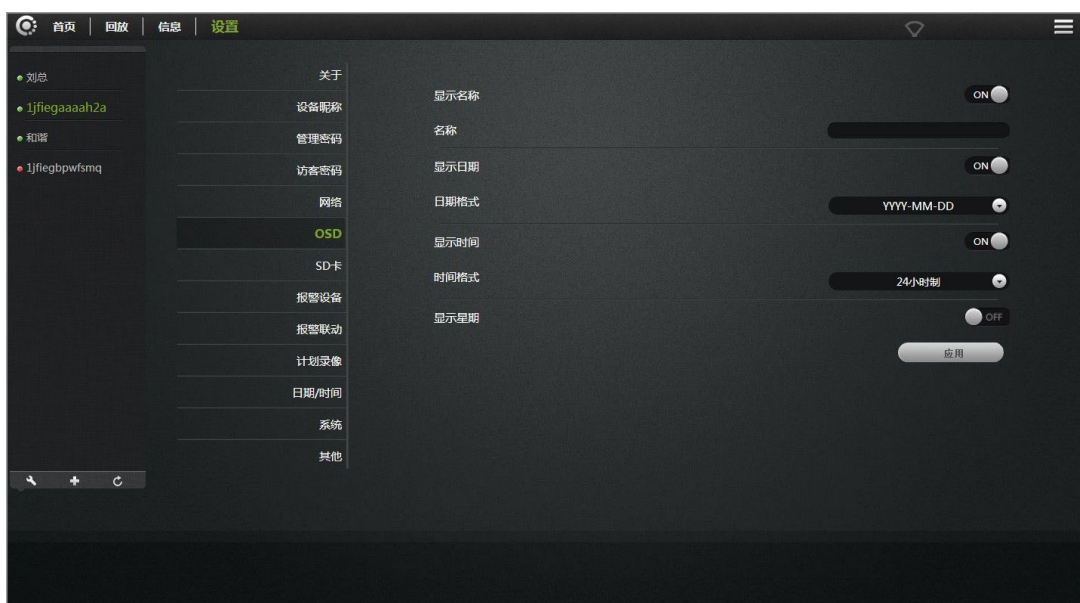 首页 | 回放 | 信息 | 设置
刘总
1jfiegaaaah2a
和谐
1jfiegbpwfsmq
关于
设备昵称
管理密码
访客密码
网络
OSD
SD卡
报警设备
报警联动
计划录像
日期/时间
系统
其他
显示名称 ON
名称
显示日期 ON
日期格式 YYYY-MM-DD
显示时间 ON
时间格式 24小时制
显示星期 OFF
应用